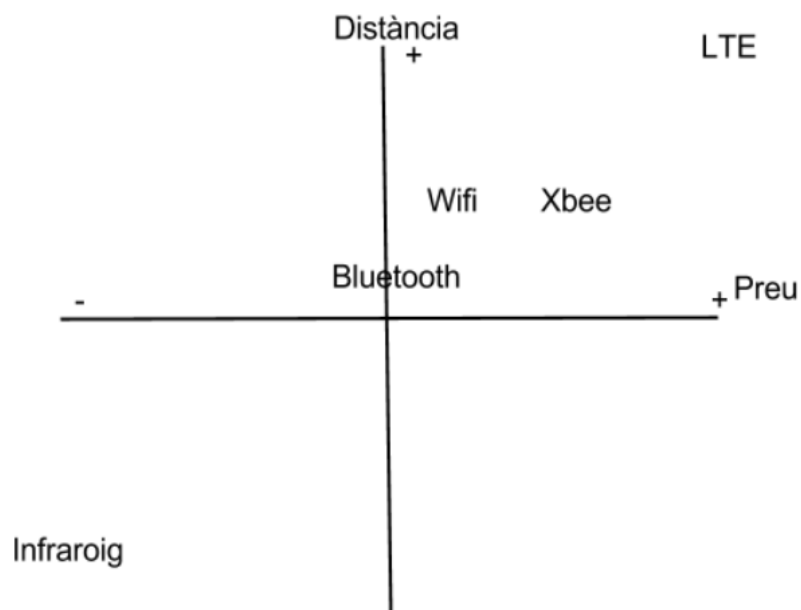 Distància
+
LTE
Wifi
Xbee
Bluetooth
-
+
Preu
Infraroig